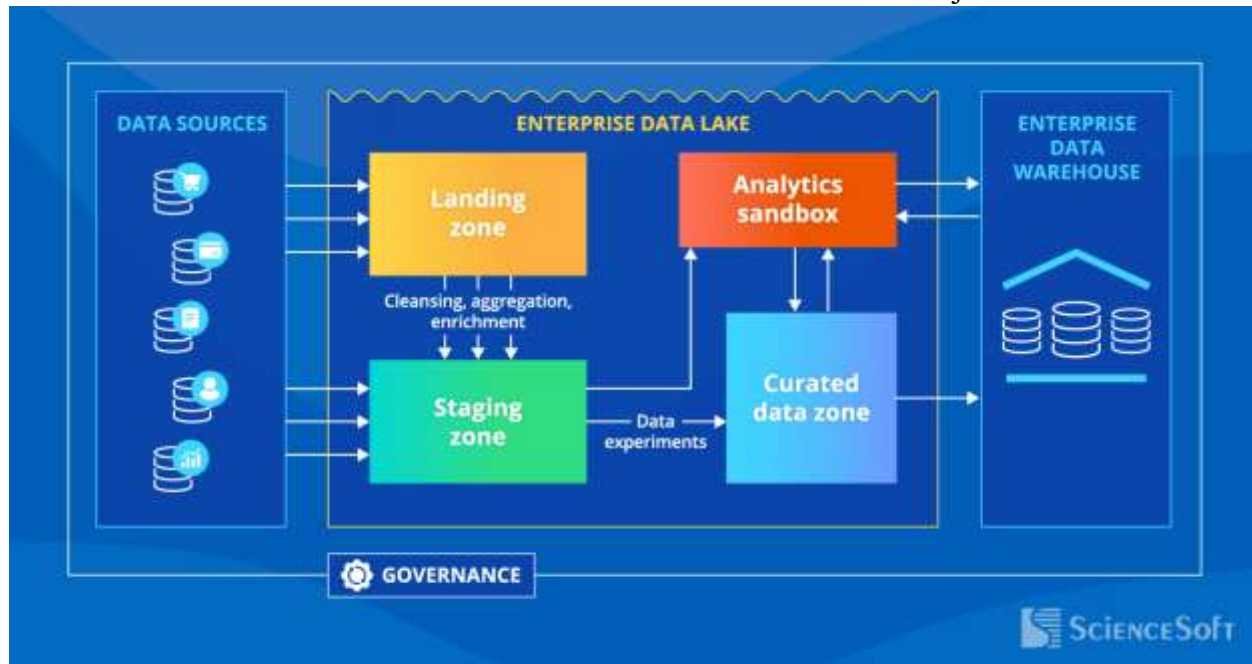 DATA SOURCES
ENTERPRISE DATA LAKE
ENTERPRISE
DATA
WAREHOUSE
Landing
zone
Analytics
sandbox
Cleansing, aggregation,
enrichment
Staging
zone
Data
experiments
Curated
data zone
GOVERNANCE
SCIENCESOFT